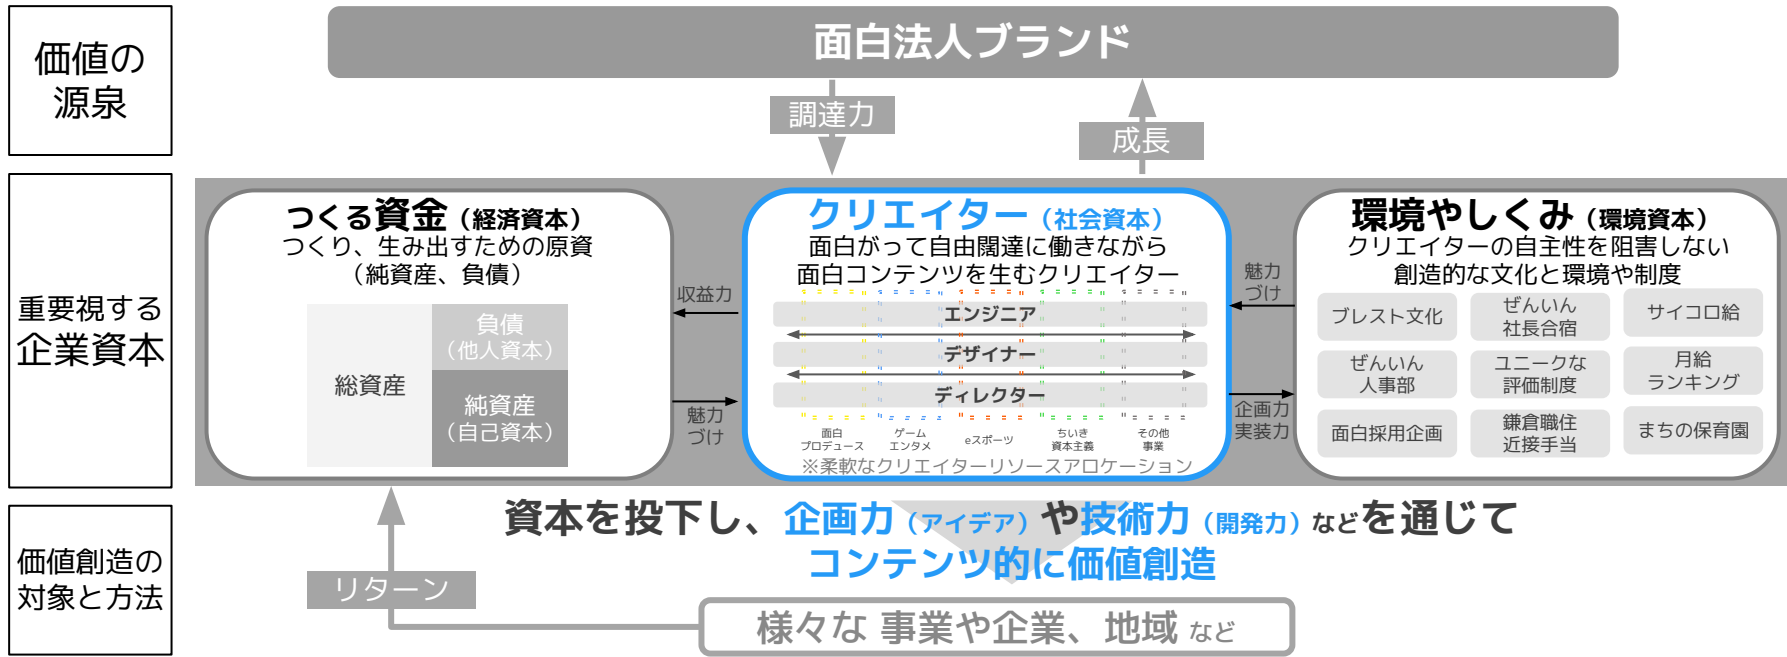 価値の
源泉
面白法人ブランド
調達力
成長
重要視する
企業資本
つくる資金（経済資本）
つくり、生み出すための原資
（純資産、負債）
総資産
負債
（他人資本）
純資産
（自己資本）
収益力
魅力
づけ
クリエイター（社会資本）
面白がって自由闊達に働きながら
面白コンテンツを生むクリエイター
エンジニア
デザイナー
ディレクター
面白
プロデュース
ゲーム
エンタメ
eスポーツ
ちいき
資本主義
その他
事業
※柔軟なクリエイターリソースアロケーション
魅力
づけ
企画力
実装力
環境やしくみ（環境資本）
クリエイターの自主性を阻害しない
創造的な文化と環境や制度
ブレスト文化
ぜんいん
社長合宿
サイコロ給
ぜんいん
人事部
ユニークな
評価制度
月給
ランキング
面白採用企画
鎌倉職住
近接手当
まちの保育園
価値創造の
対象と方法
資本を投下し、企画力（アイデア）や技術力（開発力）などを通じて
コンテンツ的に価値創造
リターン
様々な 事業や企業、地域 など